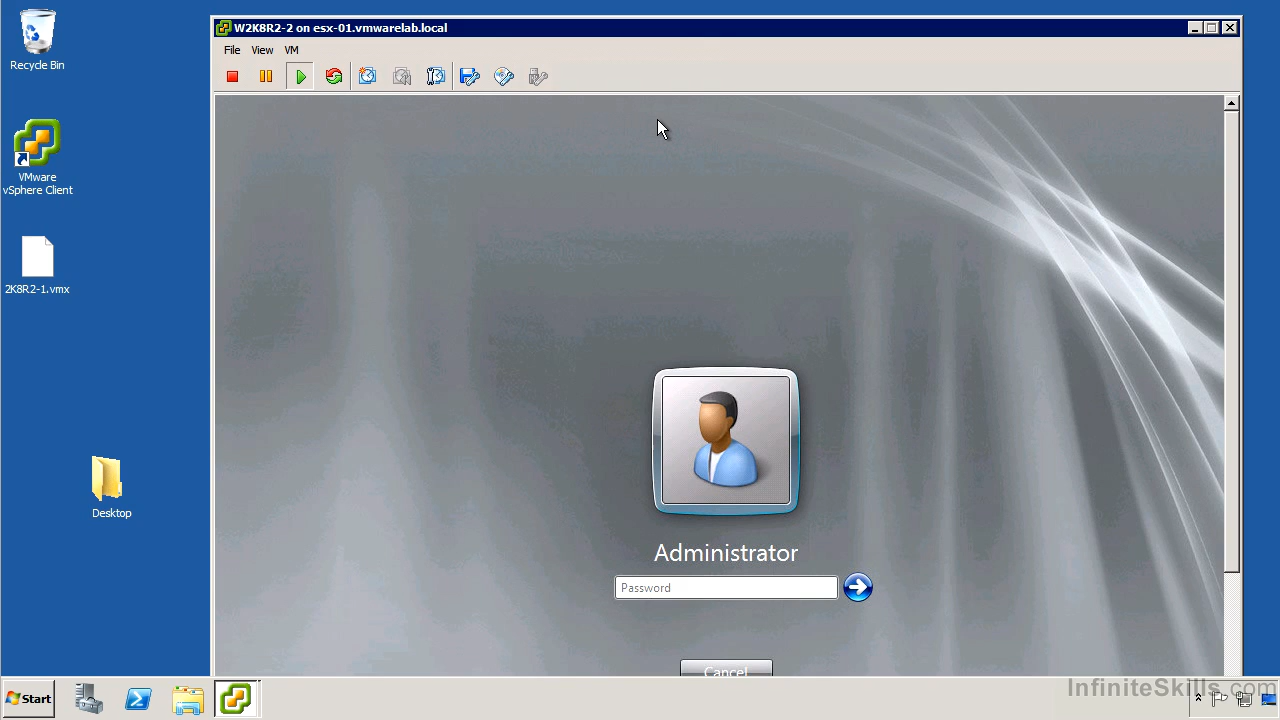 Recycle Bin
VMware
vSphere Client
2K8R2-1.vmx
Desktop
W2K8R2-2 on esx-01.vmwarelab.local
File View VM
Administrator
Password
Cancel
Start
InfiniteSkills.com